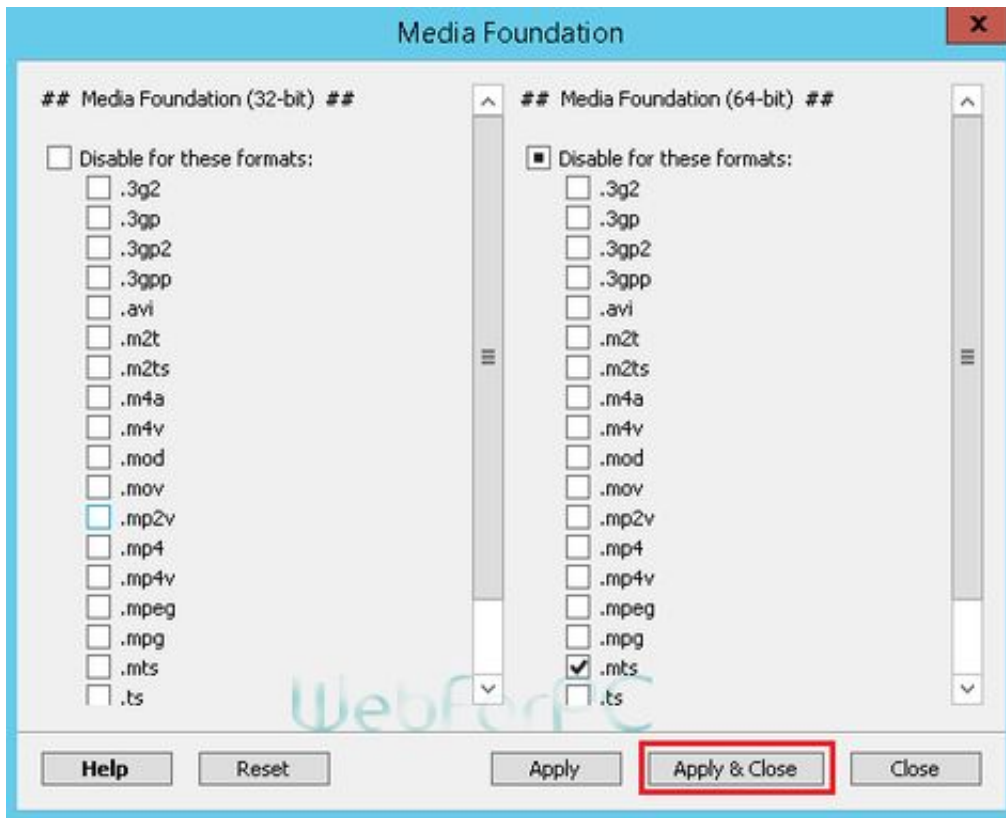 Media Foundation
x
## Media Foundation (32-bit) ##
Disable for these formats:
.3g2
.3gp
.3gp2
.3gpp
.avi
.m2t
.m2ts
.m4a
.m4v
.mod
.mov
.mp2v
.mp4
.mp4v
.mpeg
.mpg
.mts
.ts
## Media Foundation (64-bit) ##
Disable for these formats:
.3g2
.3gp
.3gp2
.3gpp
.avi
.m2t
.m2ts
.m4a
.m4v
.mod
.mov
.mp2v
.mp4
.mp4v
.mpeg
.mpg
.mts
.ts
WebForPC
Help Reset Apply Apply & Close Close